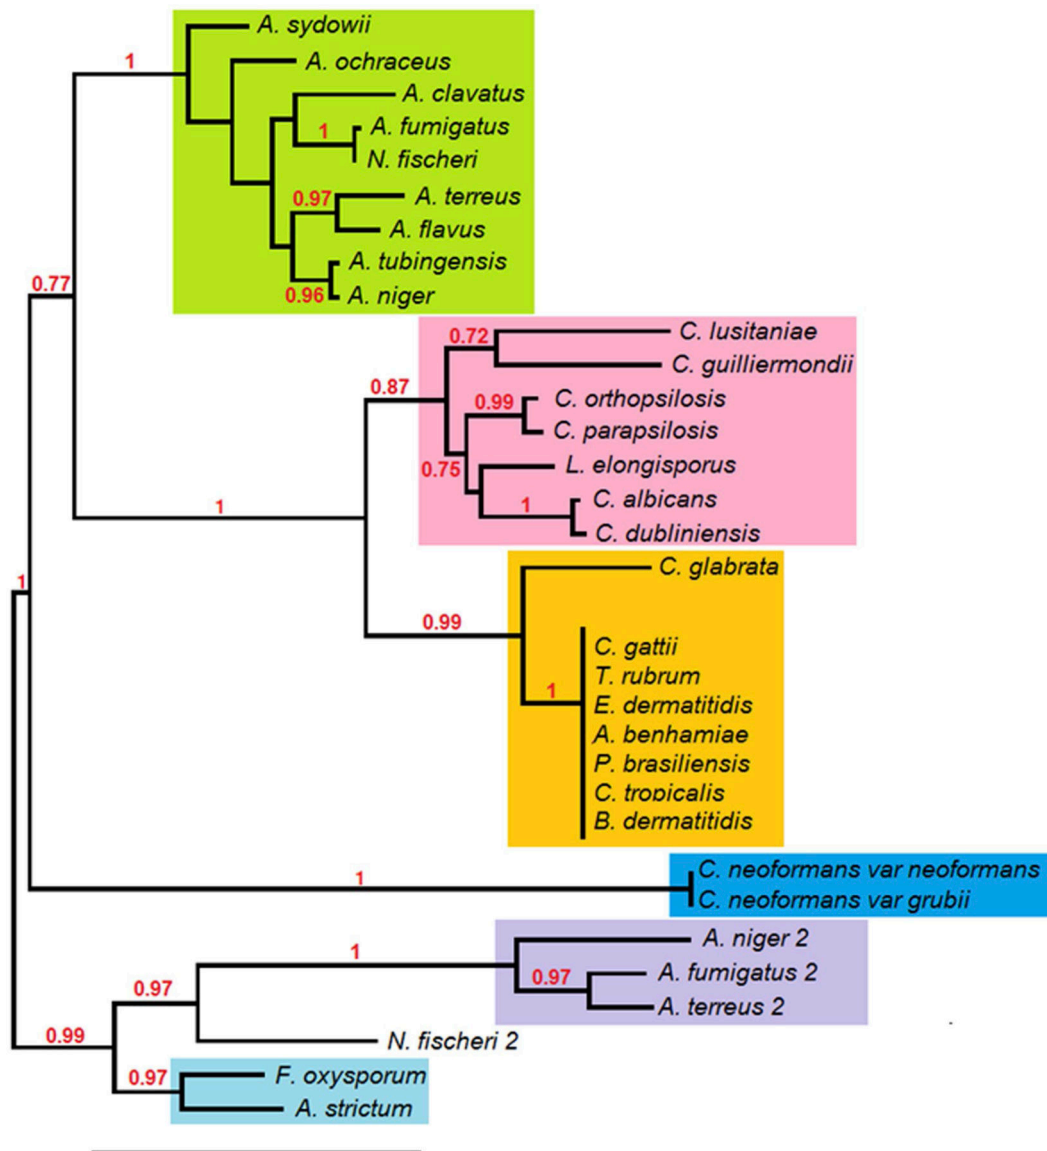 A. sydowii
1
A. ochraceus
A. clavatus
1
A. fumigatus
N. fischeri
0.97
A. terreus
A. flavus
A. tubingensis
0.96
A. niger
0.77
0.72
C. lusitaniae
C. guilliermondii
0.87
0.99
C. orthopsilosis
C. parapsilosis
0.75
L. elongisporus
1
C. albicans
1
C. dubliniensis
C. glabrata
1
0.99
C. gattii
T. rubrum
1
E. dermatitidis
A. benhamiae
P. brasiliensis
C. tropicalis
B. dermatitidis
1
C. neoformans var neoformans
C. neoformans var grubii
1
A. niger 2
0.97
A. fumigatus 2
0.97
A. terreus 2
0.99
N. fischeri 2
0.97
F. oxysporum
A. strictum